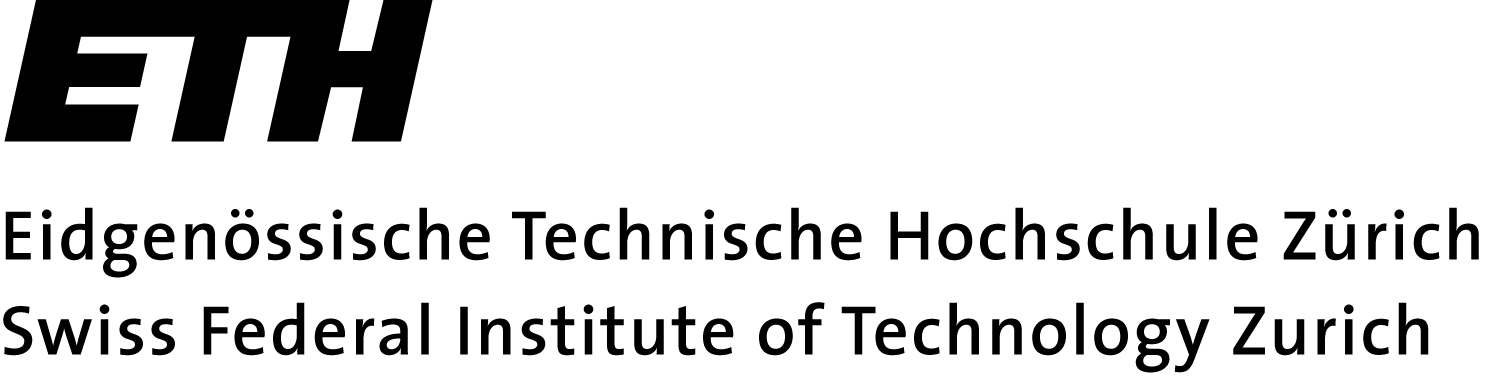 ETH
Eidgenössische Technische Hochschule Zürich
Swiss Federal Institute of Technology Zurich